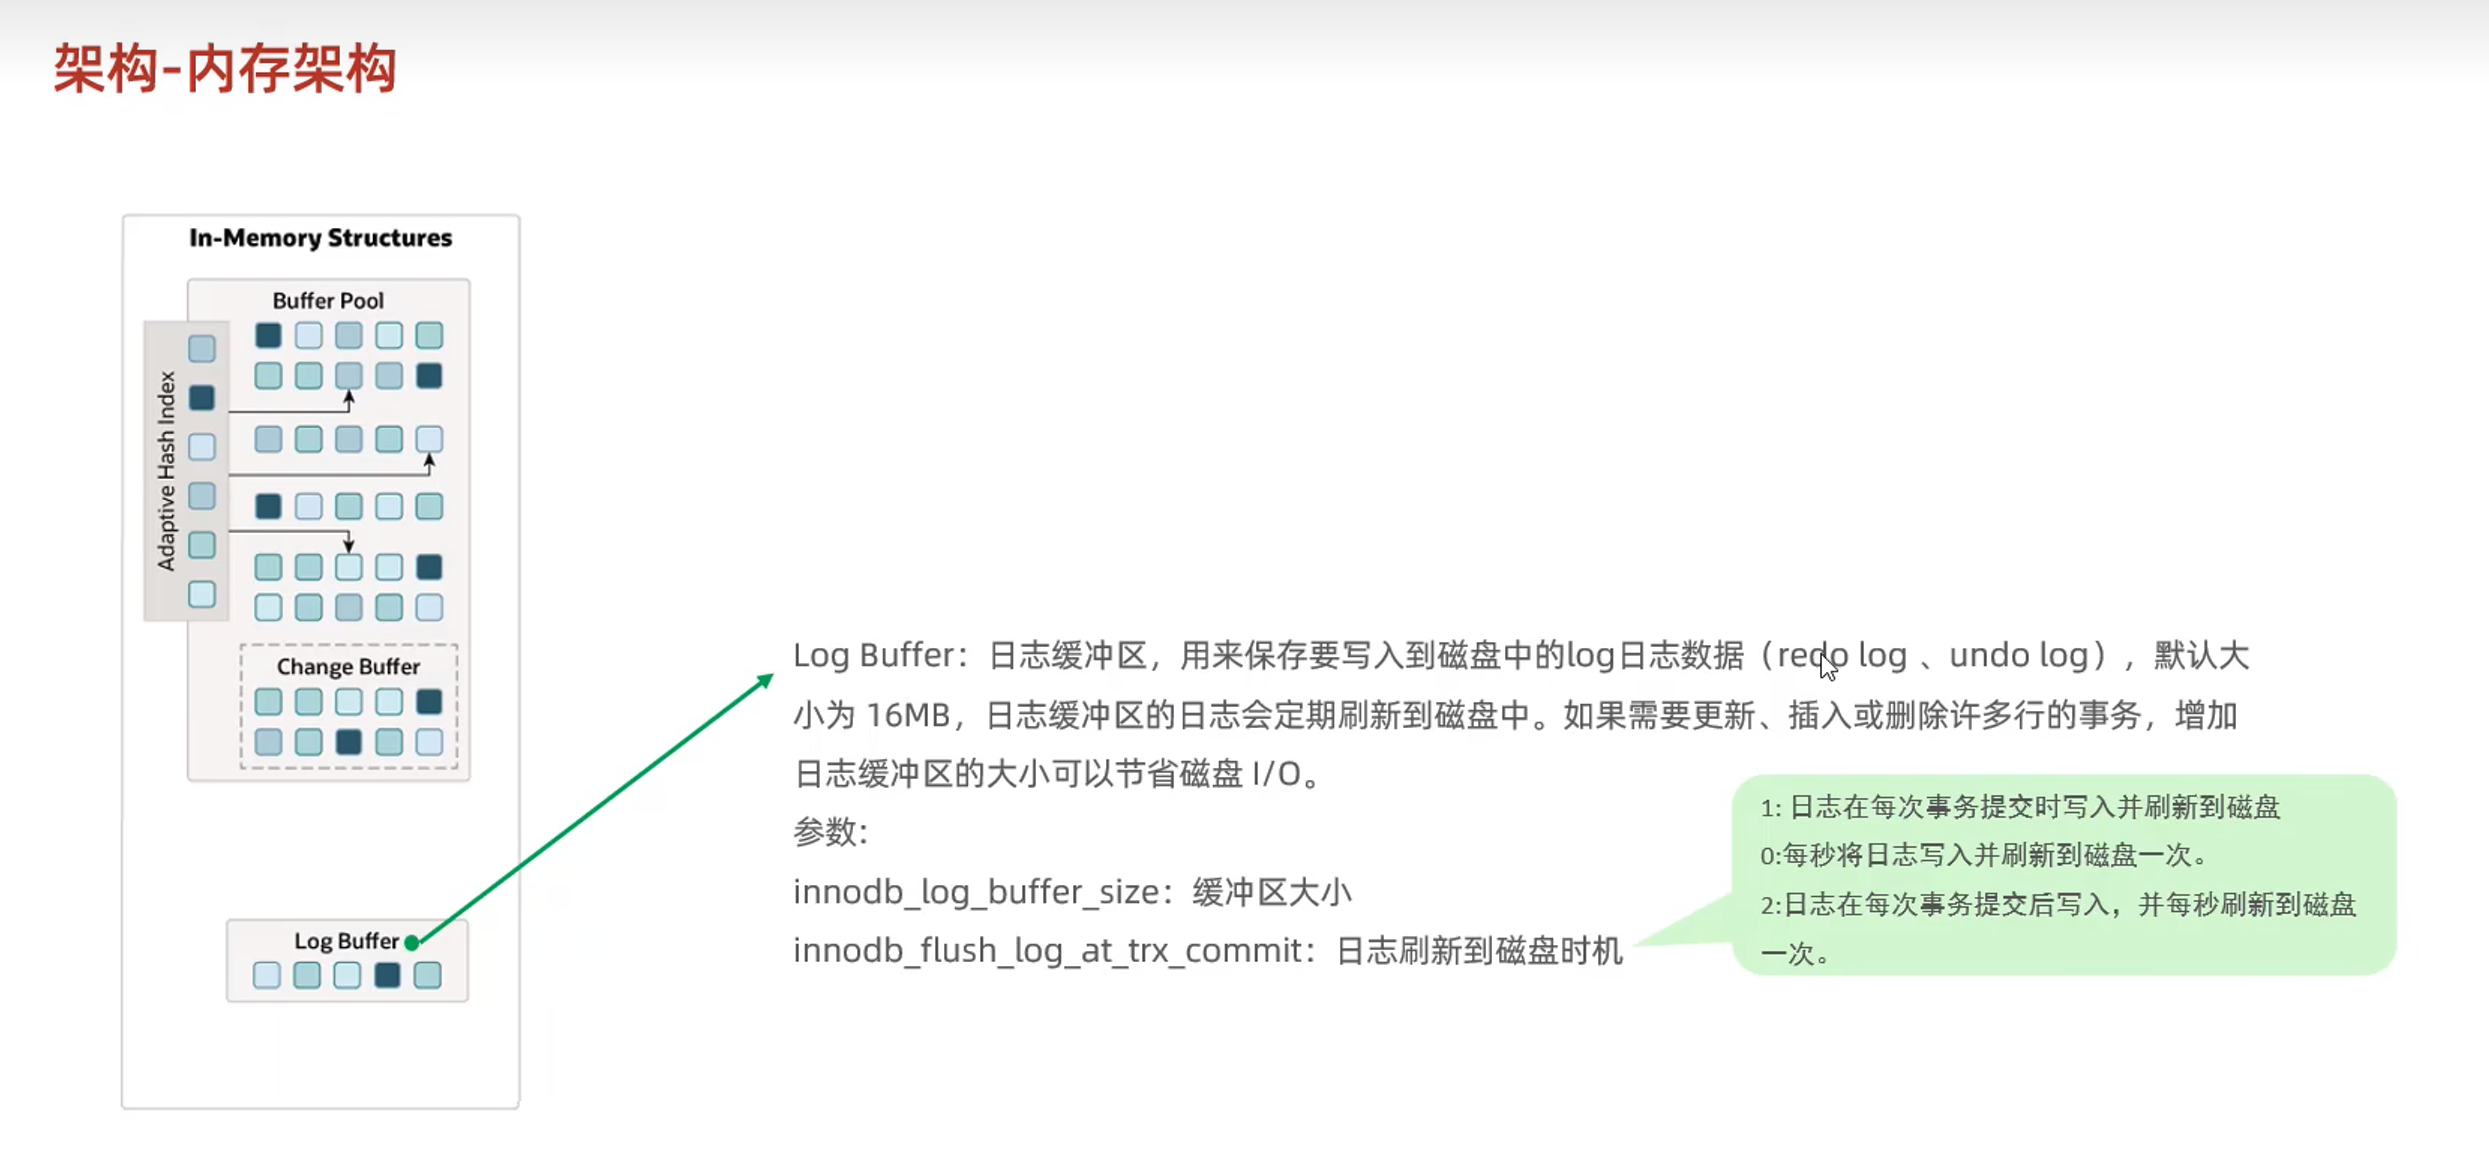 架构-内存架构
In-Memory Structures
Buffer Pool
Adaptive Hash Index
Change Buffer
Log Buffer
Log Buffer：日志缓冲区，用来保存要写入到磁盘中的log日志数据（redo log 、undo log），默认大
小为 16MB，日志缓冲区的日志会定期刷新到磁盘中。如果需要更新、插入或删除许多行的事务，增加
日志缓冲区的大小可以节省磁盘 I/O。
参数:
innodb_log_buffer_size：缓冲区大小
innodb_flush_log_at_trx_commit：日志刷新到磁盘时机
1: 日志在每次事务提交时写入并刷新到磁盘
0:每秒将日志写入并刷新到磁盘一次。
2:日志在每次事务提交后写入，并每秒刷新到磁盘
一次。